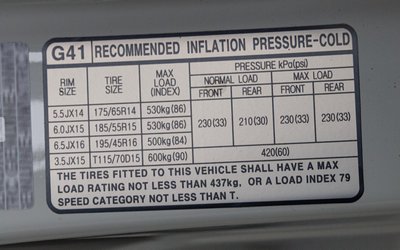 G41 RECOMMENDED INFLATION PRESSURE-COLD
RIM SIZE TIRE SIZE MAX LOAD (INDEX) PRESSURE kPa(psi)
NORMAL LOAD MAX LOAD
FRONT REAR FRONT REAR
5.5JX14 175/65R14 530kg(86) 230(33) 210(30) 230(33) 230(33)
6.0JX15 185/55R15 530kg(86)
6.5JX16 195/45R16 500kg(84)
3.5JX15 T115/70D15 600kg(90) 420(60)
THE TIRES FITTED TO THIS VEHICLE SHALL HAVE A MAX
LOAD RATING NOT LESS THAN 437kg, OR A LOAD INDEX 79
SPEED CATEGORY NOT LESS THAN T.